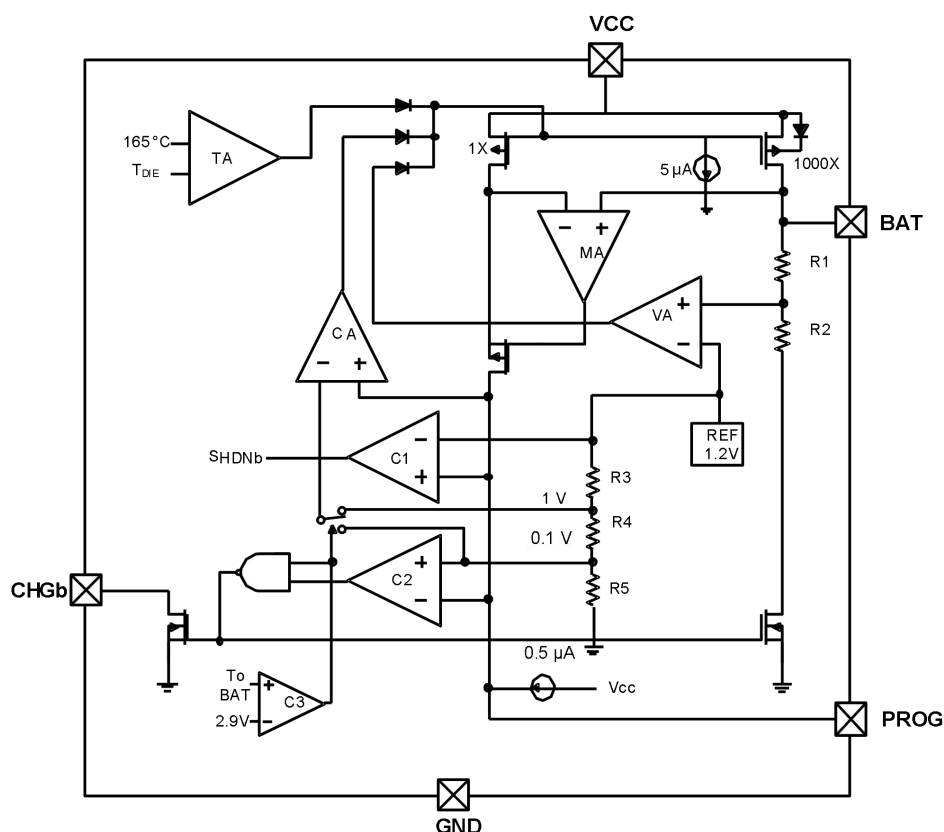 VCC
165°C
TDIE
TA
1X
5 µA
1000X
BAT
MA
R1
VA
R2
CA
REF
1.2V
SHDNb
C1
R3
1 V
R4
0.1 V
C2
R5
CHGb
0.5 µA
To
BAT
2.9V
C3
Vcc
PROG
GND